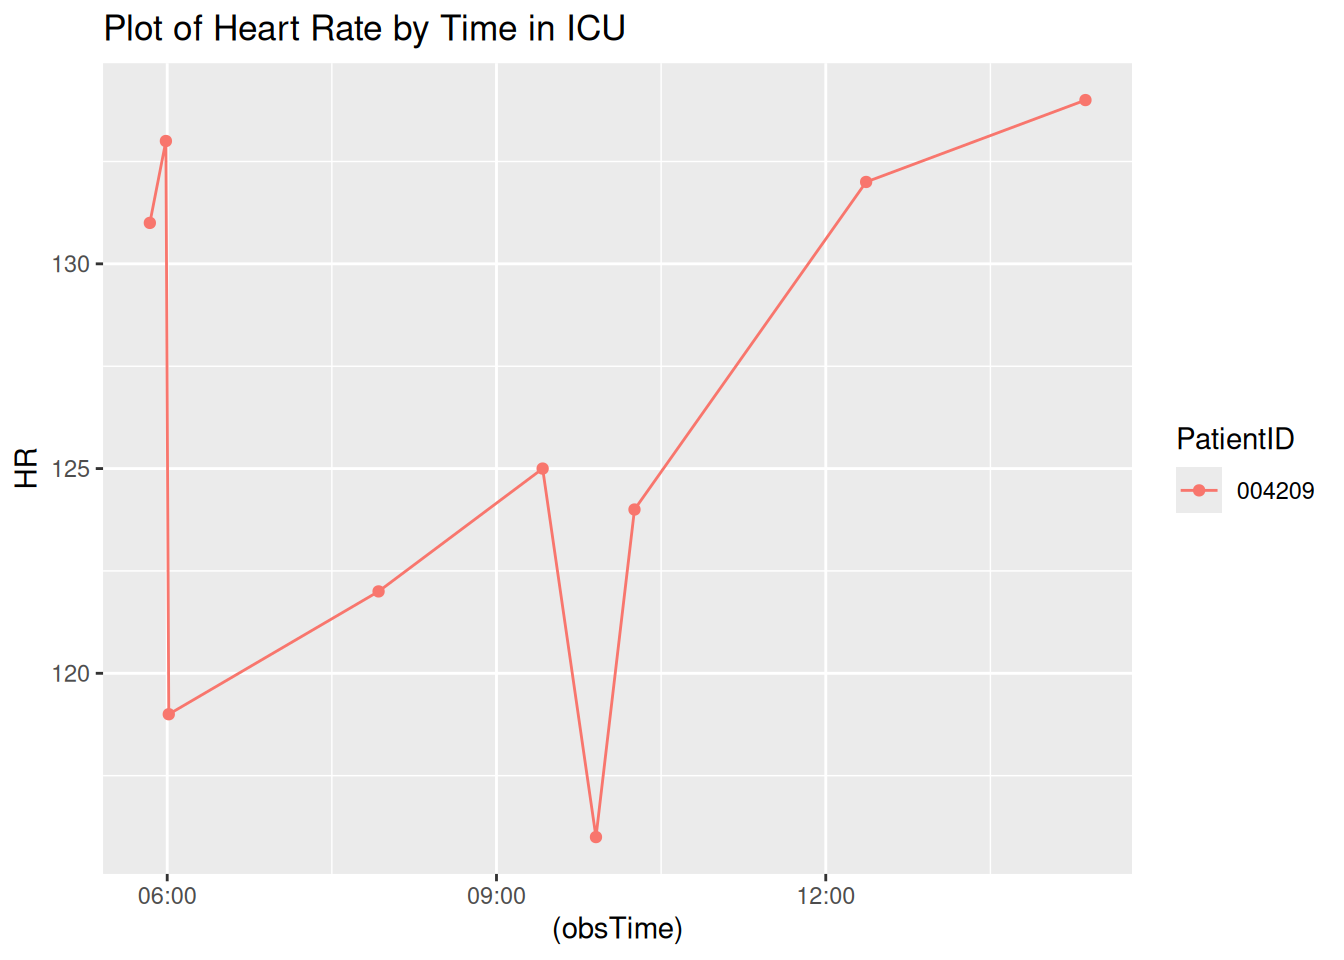 Plot of Heart Rate by Time in ICU
HR
130
125
120
06:00 09:00 12:00
(obsTime)
PatientID
004209